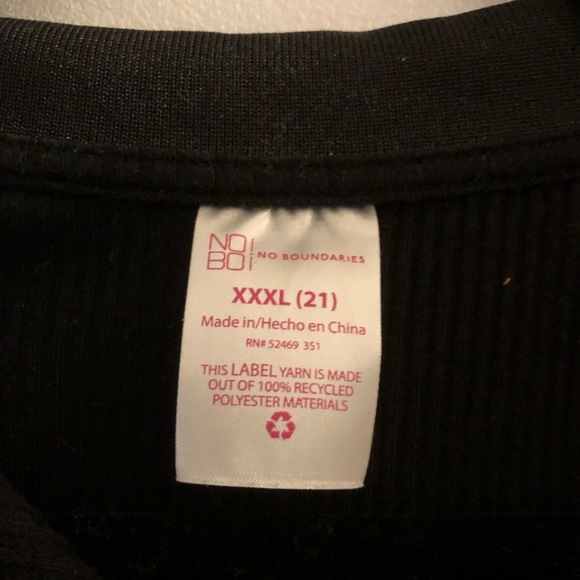 NO
BO
NO BOUNDARIES
XXXL (21)
Made in/Hecho en China
RN# 52469 351
THIS LABEL YARN IS MADE
OUT OF 100% RECYCLED
POLYESTER MATERIALS